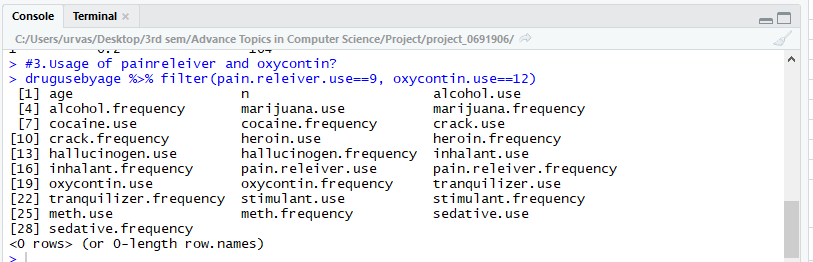 Console Terminal ×
C:/Users/urvas/Desktop/3rd sem/Advance Topics in Computer Science/Project/project_0691906/
> #3.Usage of painreliever and oxycontin?
> drugusebyage %>% filter(pain.releiver.use==9, oxycontin.use==12)
[1] age n alcohol.use
[4] alcohol.frequency marijuana.use marijuana.frequency
[7] cocaine.use cocaine.frequency crack.use
[10] crack.frequency heroin.use heroin.frequency
[13] hallucinogen.use hallucinogen.frequency inhalant.use
[16] inhalant.frequency pain.releiver.use pain.releiver.frequency
[19] oxycontin.use oxycontin.frequency tranquilizer.use
[22] tranquilizer.frequency stimulant.use stimulant.frequency
[25] meth.use meth.frequency sedative.use
[28] sedative.frequency
<0 rows> (or 0-length row.names)
>